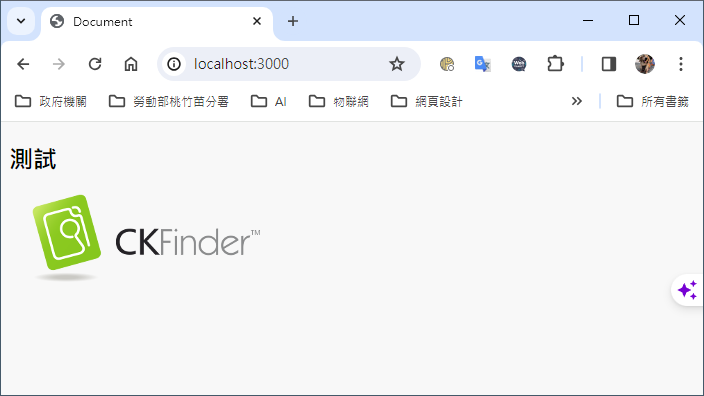 Document
localhost:3000
政府機關
勞動部桃竹苗分署
AI
物聯網
網頁設計
所有書籤
測試
CKFinder™